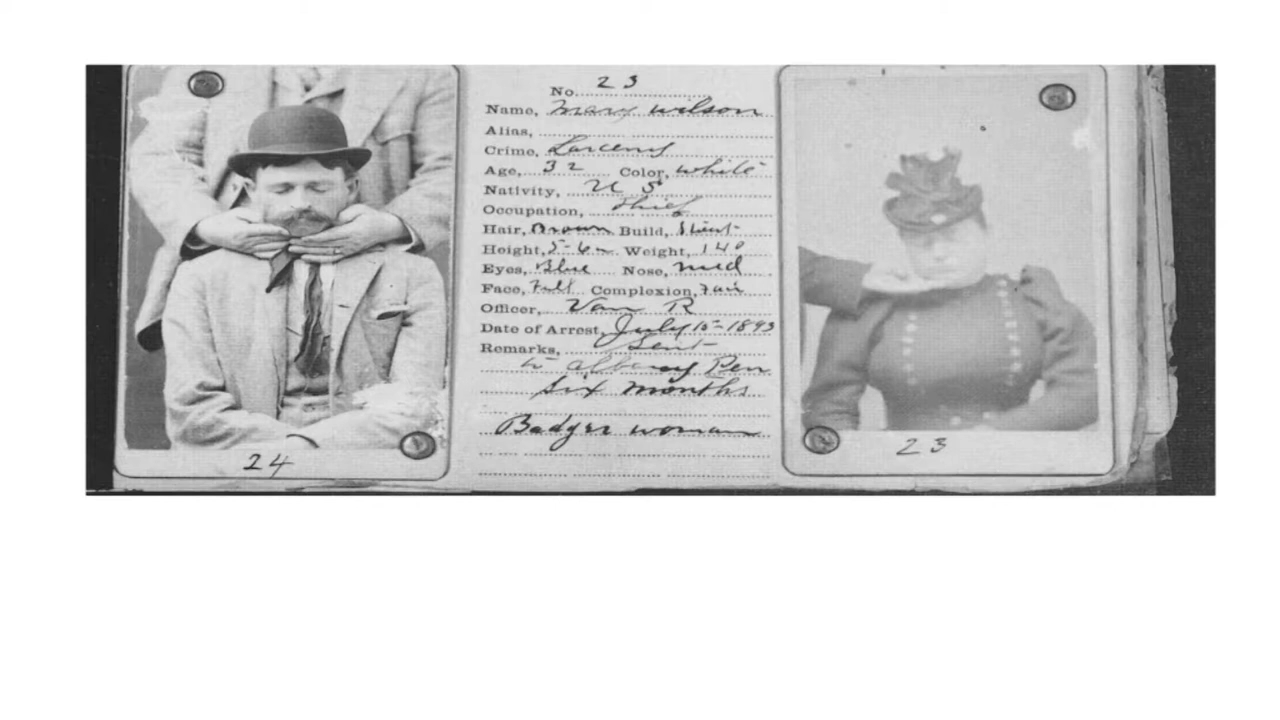 No. 23
Name, Mary Wilson
Alias,
Crime, Larceny
Age, 32 Color, White
Nativity, U S
Occupation, Thief
Hair, Brown Build, Stout
Height, 5-6 Weight, 140
Eyes, Blue Nose, med
Face, Full Complexion, Fair
Officer, Van R
Date of Arrest, July 15-1893
Remarks, Sent
to Albany Pen
Six months
Badger woman
24
23